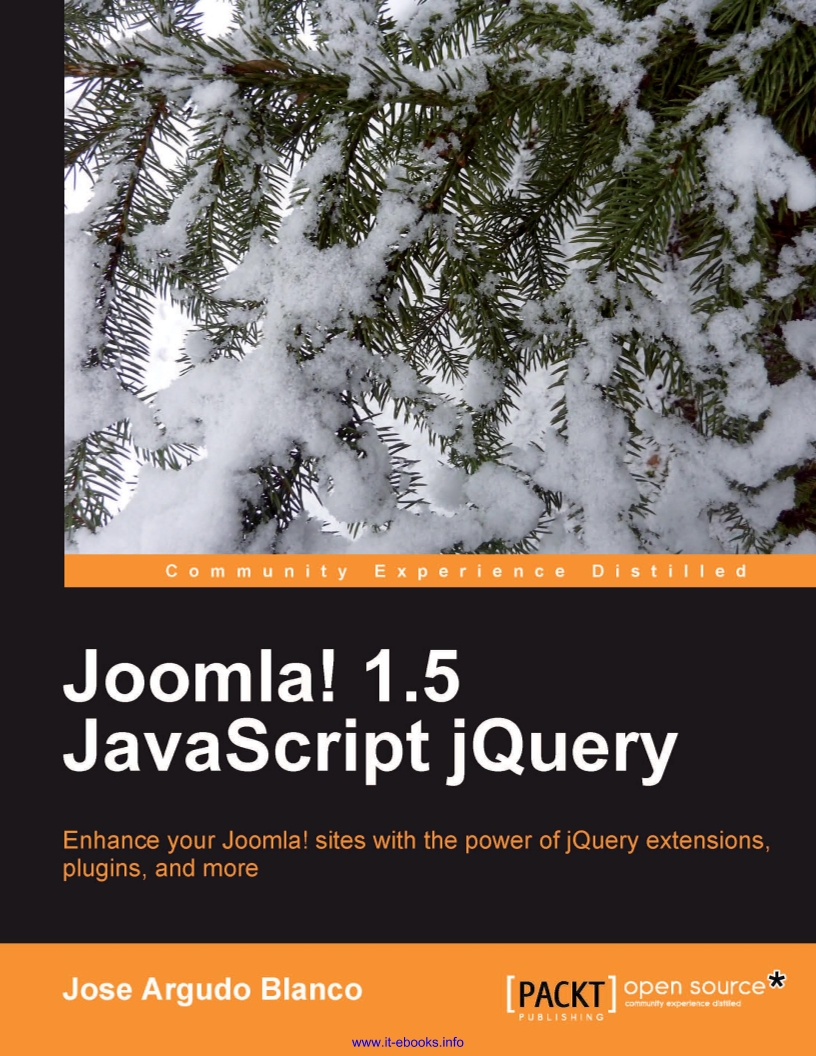 Community Experience Distilled
Joomla! 1.5
JavaScript jQuery
Enhance your Joomla! sites with the power of jQuery extensions,
plugins, and more
Jose Argudo Blanco
[PACKT] open source*
PUBLISHING
community experience distilled
www.it-ebooks.info